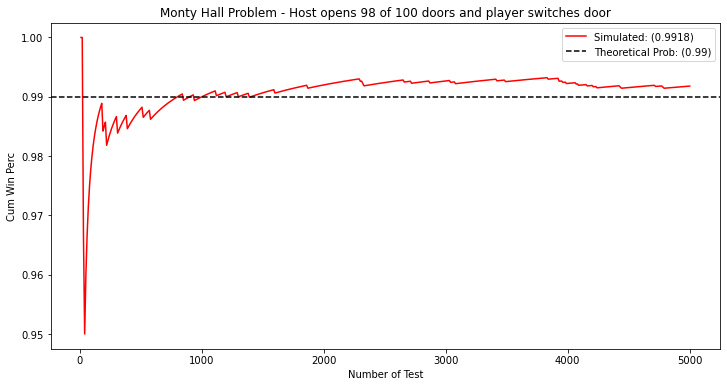 Monty Hall Problem - Host opens 98 of 100 doors and player switches door
Simulated: (0.9918)
Theoretical Prob: (0.99)
Cum Win Perc
1.00
0.99
0.98
0.97
0.96
0.95
0 1000 2000 3000 4000 5000
Number of Test